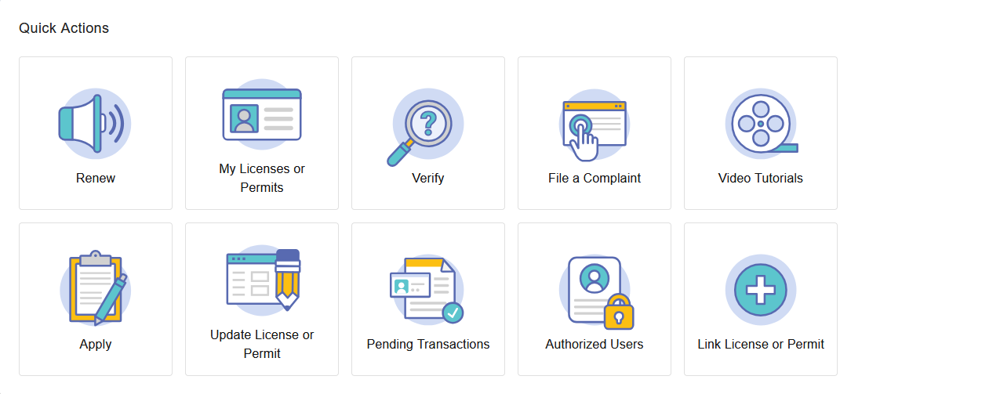 Quick Actions
Renew
My Licenses or
Permits
Verify
File a Complaint
Video Tutorials
Apply
Update License or
Permit
Pending Transactions
Authorized Users
Link License or Permit